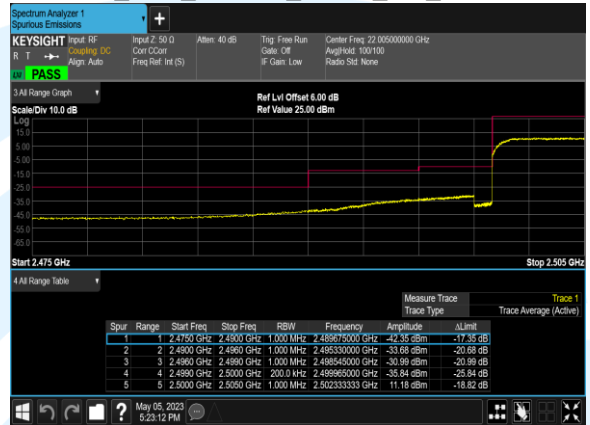 Spectrum Analyzer 1
Spurious Emissions
+
KEYSIGHT Input: RF Input Z: 50 Ω Atten: 40 dB Trig: Free Run Center Freq: 22.005000000 GHz
R T Coupling: DC Corr CCorr Gate: Off Avg|Hold: 100/100
Align: Auto Freq Ref: Int (S) IF Gain: Low Radio Std: None
LW PASS
3 All Range Graph
Ref Lvl Offset 6.00 dB
Scale/Div 10.0 dB Ref Value 25.00 dBm
Log
15.0
5.00
-5.00
-15.0
-25.0
-35.0
-45.0
-55.0
-65.0
Start 2.475 GHz Stop 2.505 GHz
4 All Range Table
Measure Trace Trace 1
Trace Type Trace Average (Active)
Spur Range Start Freq Stop Freq RBW Frequency Amplitude ΔLimit
1 1 2.4750 GHz 2.4900 GHz 1.000 MHz 2.489675000 GHz -42.35 dBm -17.35 dB
2 2 2.4900 GHz 2.4960 GHz 1.000 MHz 2.495330000 GHz -33.68 dBm -20.68 dB
3 3 2.4960 GHz 2.4990 GHz 1.000 MHz 2.498545000 GHz -30.99 dBm -20.99 dB
4 4 2.4990 GHz 2.5000 GHz 200.0 kHz 2.499965000 GHz -35.84 dBm -25.84 dB
5 5 2.5000 GHz 2.5050 GHz 1.000 MHz 2.502333333 GHz 11.18 dBm -18.82 dB
? May 05, 2023
5:23:12 PM